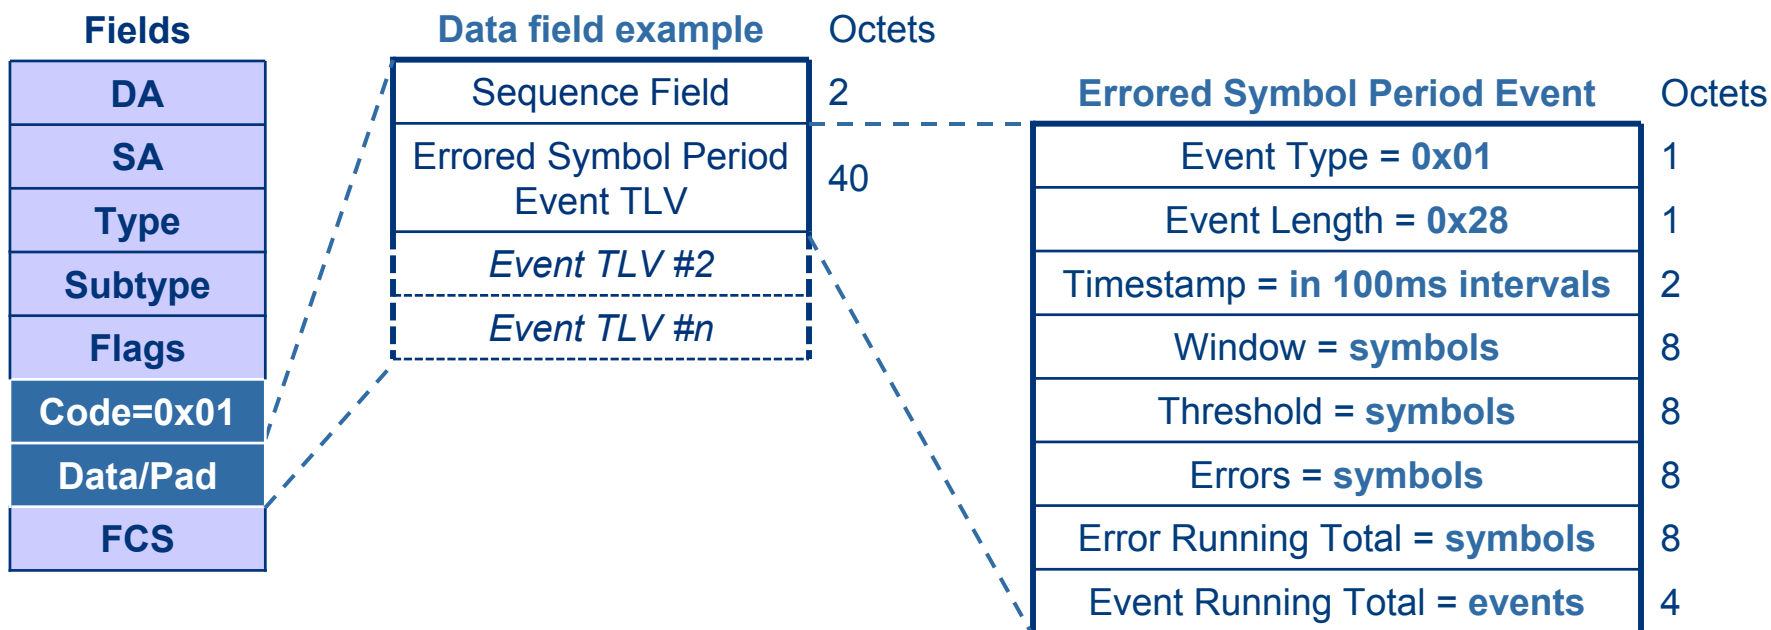 Fields
DA
SA
Type
Subtype
Flags
Code=0x01
Data/Pad
FCS
Data field example
Octets
Sequence Field
2
Errored Symbol Period
Event TLV
40
Event TLV #2
Event TLV #n
Errored Symbol Period Event
Octets
Event Type = 0x01
1
Event Length = 0x28
1
Timestamp = in 100ms intervals
2
Window = symbols
8
Threshold = symbols
8
Errors = symbols
8
Error Running Total = symbols
8
Event Running Total = events
4